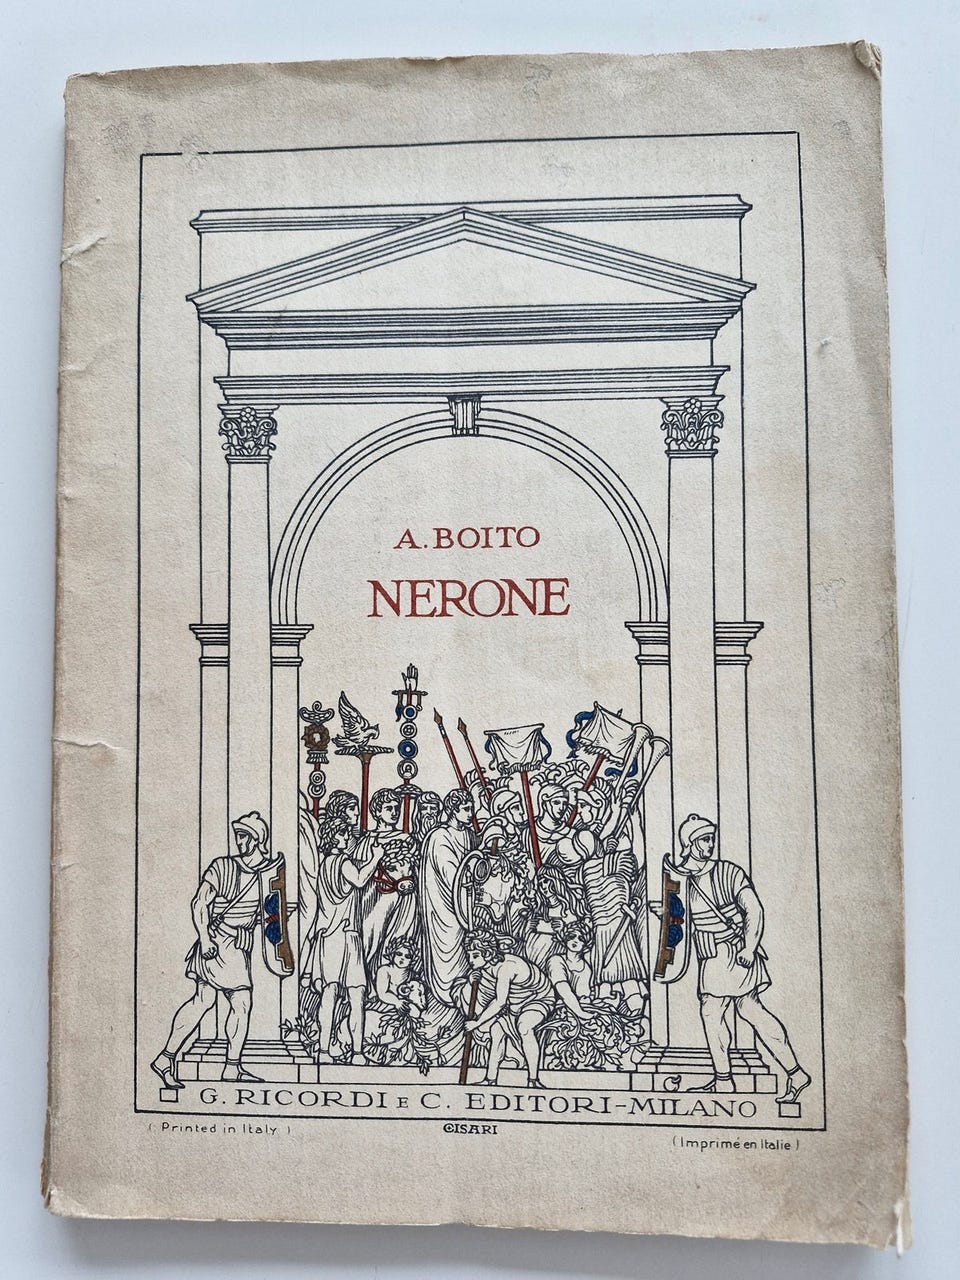 A. BOITO
NERONE
G. RICORDI E C. EDITORI-MILANO
( Printed in Italy )
CISARI
(Imprimé en Italie)